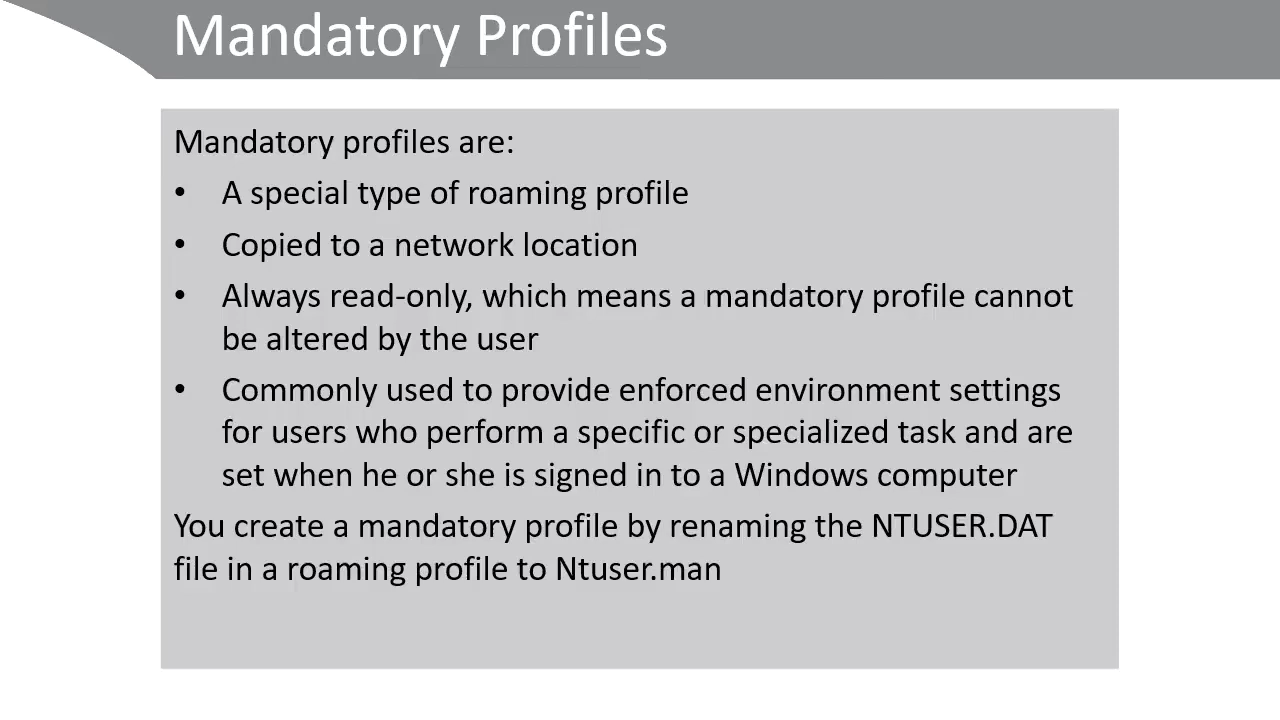 Mandatory Profiles
Mandatory profiles are:
• A special type of roaming profile
• Copied to a network location
• Always read-only, which means a mandatory profile cannot
be altered by the user
• Commonly used to provide enforced environment settings
for users who perform a specific or specialized task and are
set when he or she is signed in to a Windows computer
You create a mandatory profile by renaming the NTUSER.DAT
file in a roaming profile to Ntuser.man